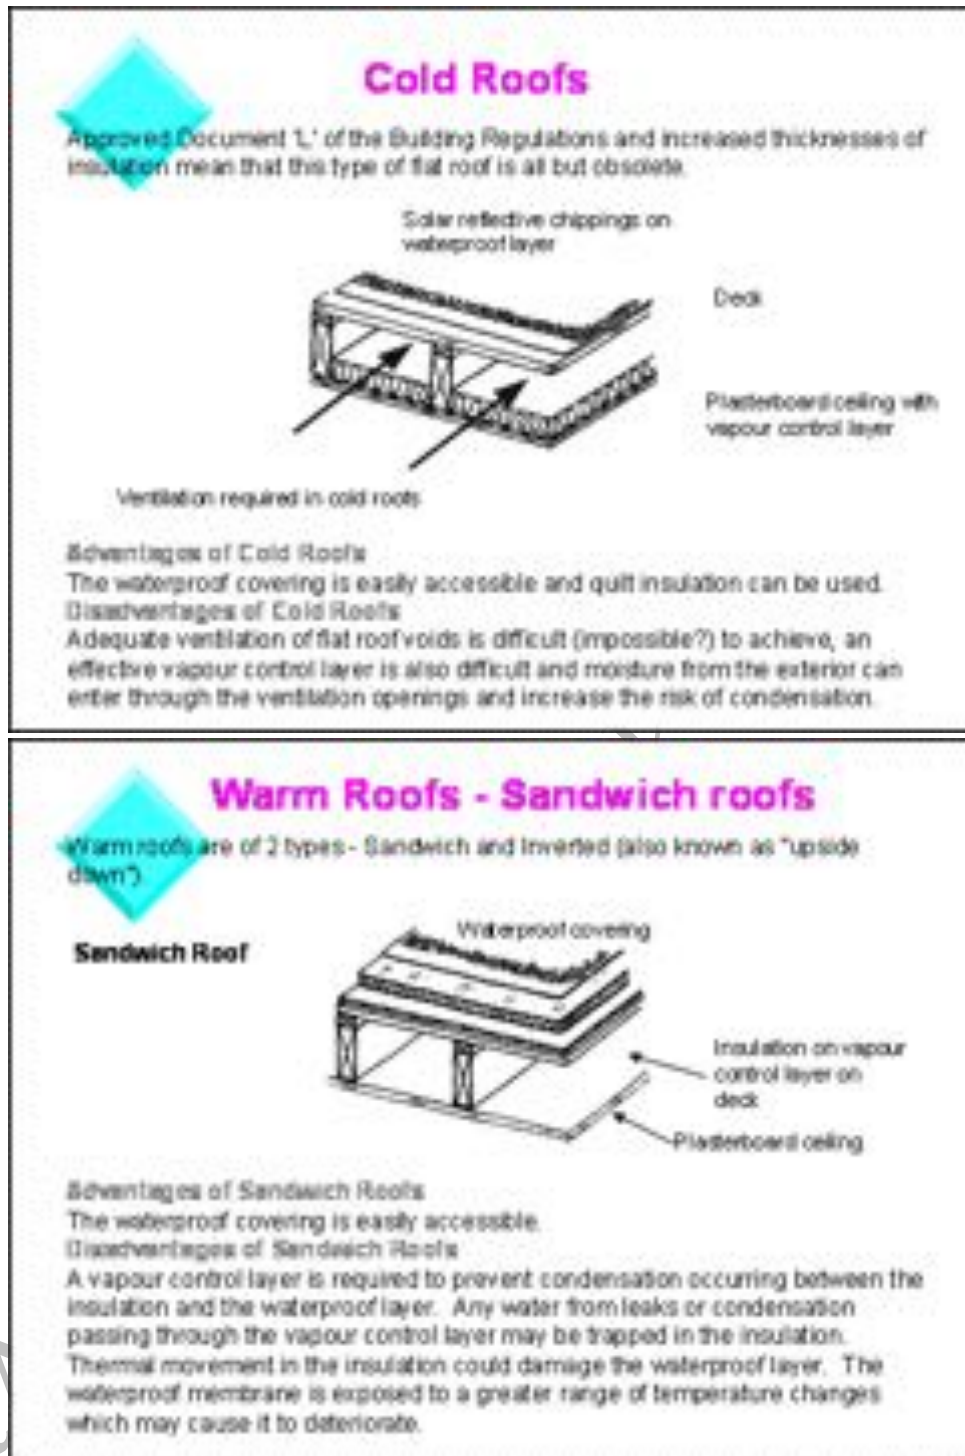 Cold Roofs
Approved Document 'L' of the Building Regulations and increased thicknesses of
insulation mean that this type of flat roof is all but obsolete.
Solar reflective chippings on
waterproof layer
Deck
Plasterboard ceiling with
vapour control layer
Ventilation required in cold roofs
Advantages of Cold Roofs
The waterproof covering is easily accessible and quilt insulation can be used.
Disadvantages of Cold Roofs
Adequate ventilation of flat roof voids is difficult (impossible?) to achieve, an
effective vapour control layer is also difficult and moisture from the exterior can
enter through the ventilation openings and increase the risk of condensation.
Warm Roofs - Sandwich roofs
Warm roofs are of 2 types - Sandwich and Inverted (also known as "upside
down")
Sandwich Roof
Waterproof covering
Insulation on vapour
control layer on
deck
Plasterboard ceiling
Advantages of Sandwich Roofs
The waterproof covering is easily accessible.
Disadvantages of Sandwich Roofs
A vapour control layer is required to prevent condensation occurring between the
insulation and the waterproof layer. Any water from leaks or condensation
passing through the vapour control layer may be trapped in the insulation.
Thermal movement in the insulation could damage the waterproof layer. The
waterproof membrane is exposed to a greater range of temperature changes
which may cause it to deteriorate.